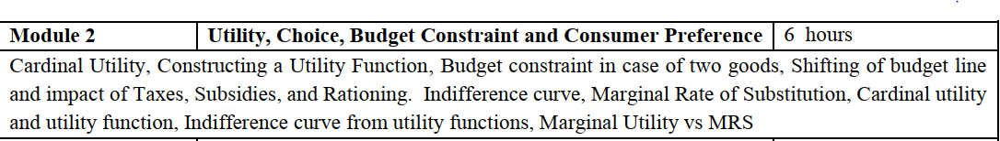 Module 2 Utility, Choice, Budget Constraint and Consumer Preference 6 hours
Cardinal Utility, Constructing a Utility Function, Budget constraint in case of two goods, Shifting of budget line
and impact of Taxes, Subsidies, and Rationing. Indifference curve, Marginal Rate of Substitution, Cardinal utility
and utility function, Indifference curve from utility functions, Marginal Utility vs MRS